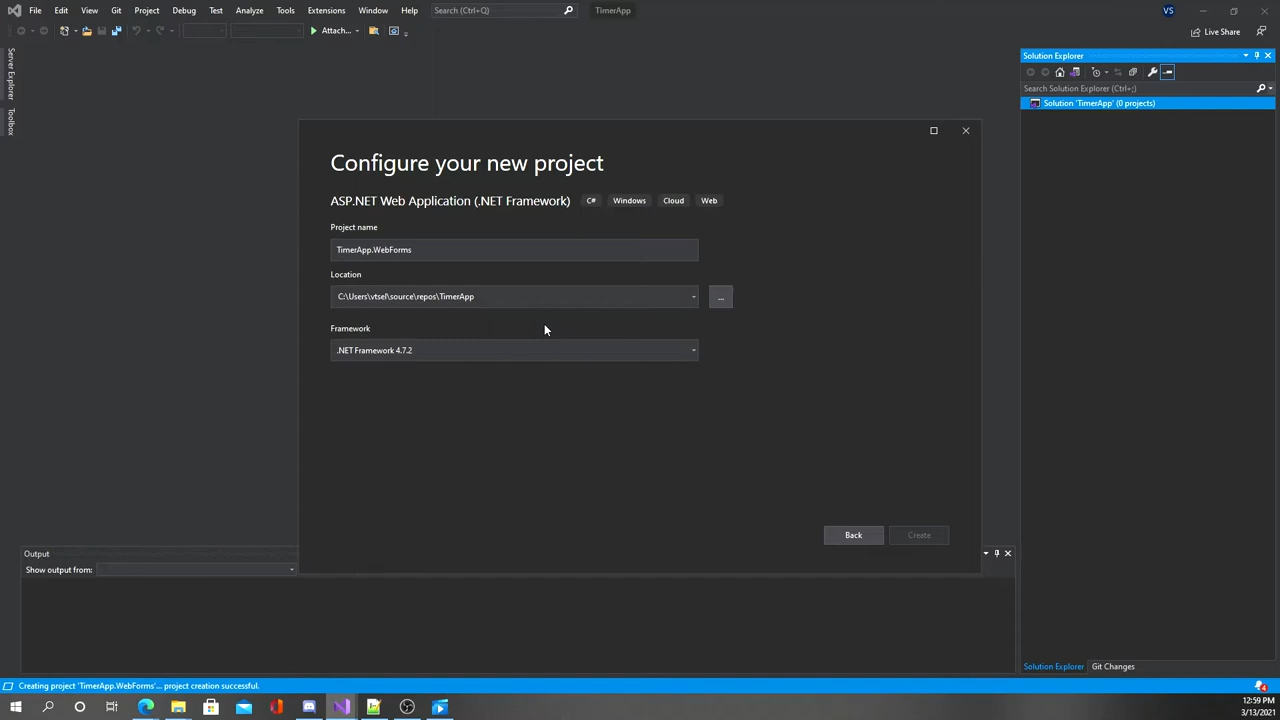 File Edit View Git Project Debug Test Analyze Tools Extensions Window Help Search (Ctrl+Q) TimerApp VS
Attach... Live Share
Server Explorer
Toolbox
Solution Explorer
Search Solution Explorer (Ctrl+;)
Solution 'TimerApp' (0 projects)
Configure your new project
ASP.NET Web Application (.NET Framework) C# Windows Cloud Web
Project name
TimerApp.WebForms
Location
C:\Users\vtsel\source\repos\TimerApp ...
Framework
.NET Framework 4.7.2
Back Create
Output
Show output from:
Solution Explorer Git Changes
Creating project 'TimerApp.WebForms'... project creation successful. 4
12:59 PM
3/13/2021